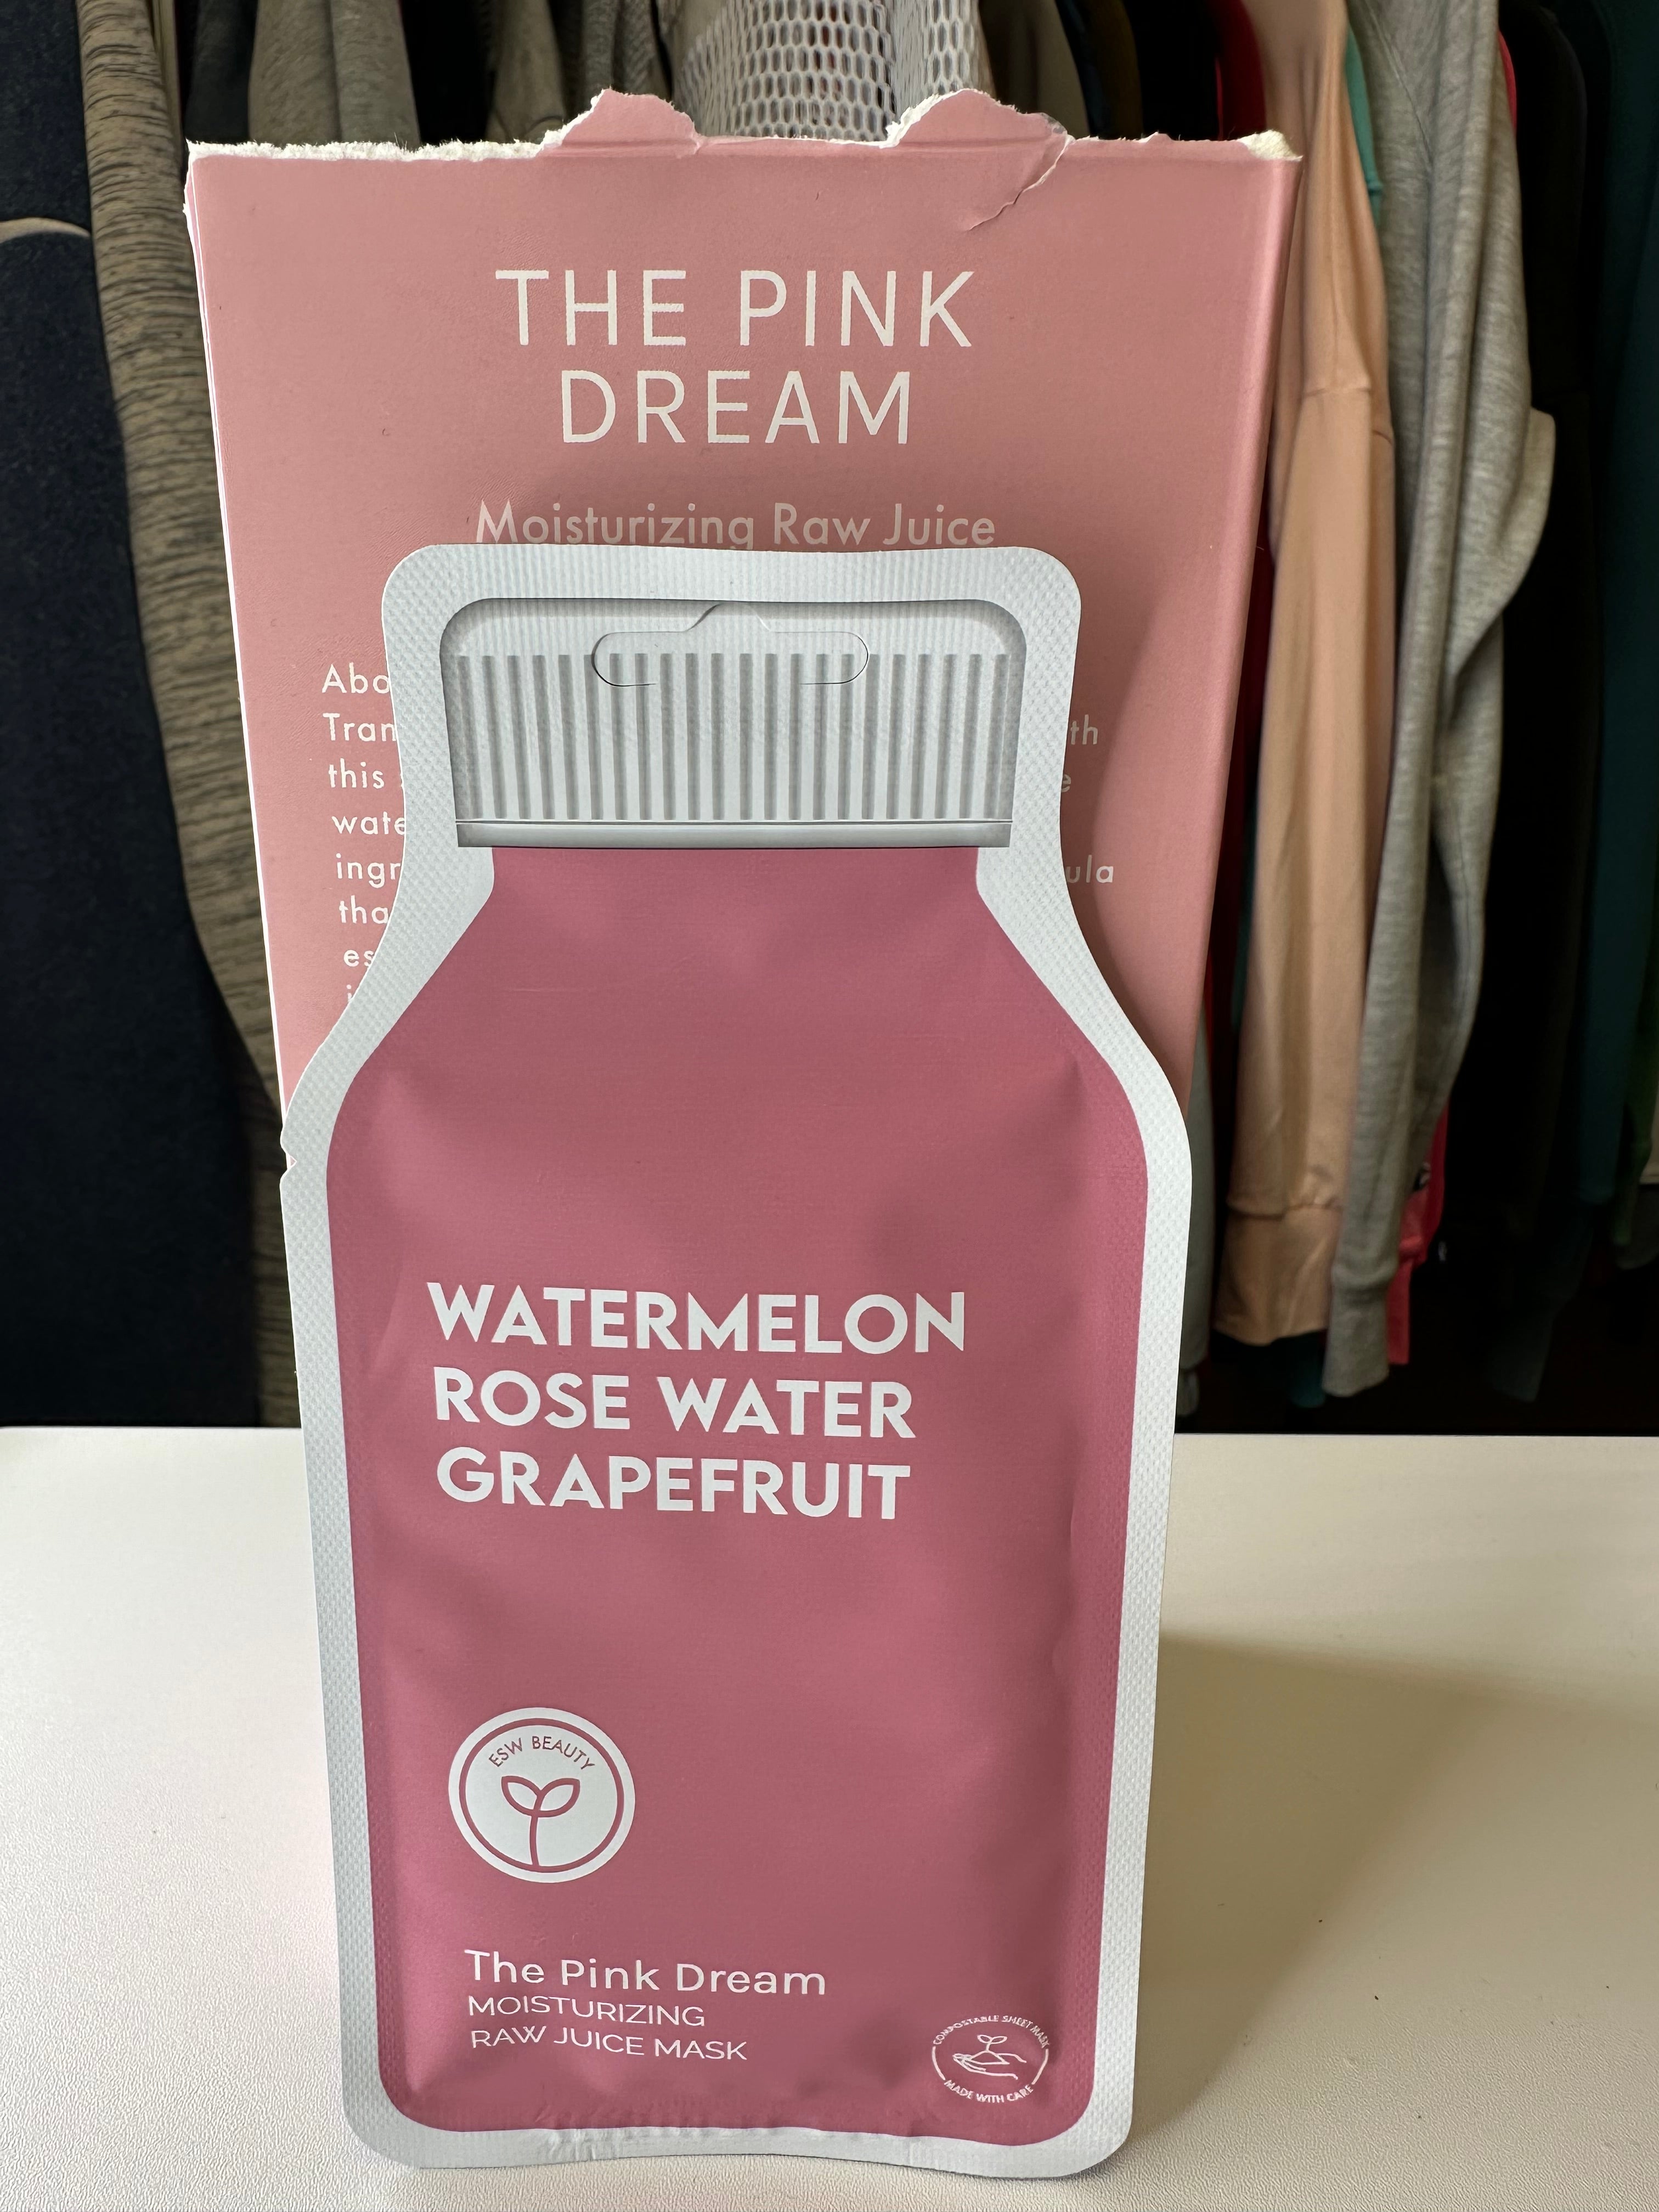 THE PINK
DREAM
Moisturizing Raw Juice
this
WATERMELON
ROSE WATER
GRAPEFRUIT
ESW BEAUTY
The Pink Dream
MOISTURIZING
RAW JUICE MASK
COMPOSTABLE SHEET MASK
MADE WITH CARE